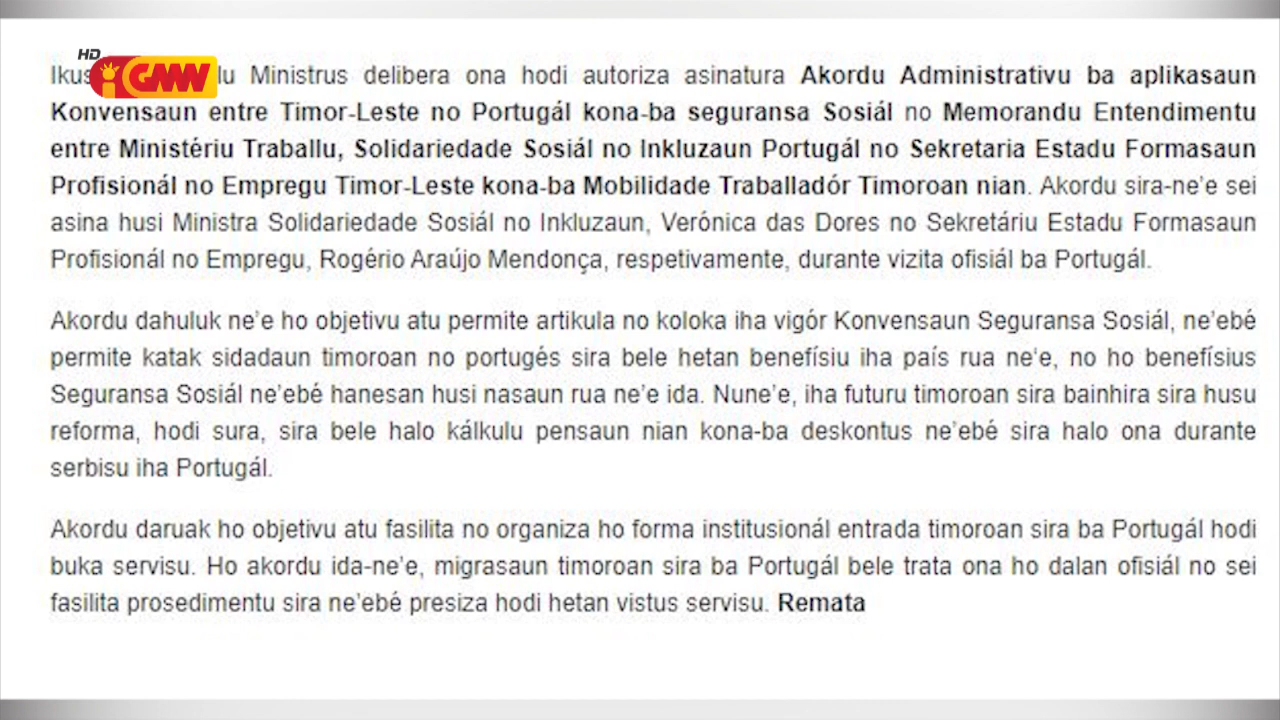 HD
GMN
Ministrus delibera ona hodi autoriza asinatura Akordu Administrativu ba aplikasaun
Konvensaun entre Timor-Leste no Portugál kona-ba seguransa Sosiál no Memorandu Entendimentu
entre Ministériu Traballu, Solidariedade Sosiál no Inkluzaun Portugál no Sekretaria Estadu Formasaun
Profisionál no Empregu Timor-Leste kona-ba Mobilidade Traballadór Timoroan nian. Akordu sira-ne’e sei
asina husi Ministra Solidariedade Sosiál no Inkluzaun, Verónica das Dores no Sekretáriu Estadu Formasaun
Profisionál no Empregu, Rogério Araújo Mendonça, respetivamente, durante vizita ofisiál ba Portugál.
Akordu dahuluk ne’e ho objetivu atu permite artikula no koloka iha vigór Konvensaun Seguransa Sosiál, ne’ebé
permite katak sidadaun timoroan no portugés sira bele hetan benefísiu iha país rua ne‘e, no ho benefísius
Seguransa Sosiál ne’ebé hanesan husi nasaun rua ne’e ida. Nune’e, iha futuru timoroan sira bainhira sira husu
reforma, hodi sura, sira bele halo kálkulu pensaun nian kona-ba deskontus ne’ebé sira halo ona durante
serbisu iha Portugál.
Akordu daruak ho objetivu atu fasilita no organiza ho forma institusionál entrada timoroan sira ba Portugál hodi
buka servisu. Ho akordu ida-ne’e, migrasaun timoroan sira ba Portugál bele trata ona ho dalan ofisiál no sei
fasilita prosedimentu sira ne’ebé presiza hodi hetan vistus servisu. Remata